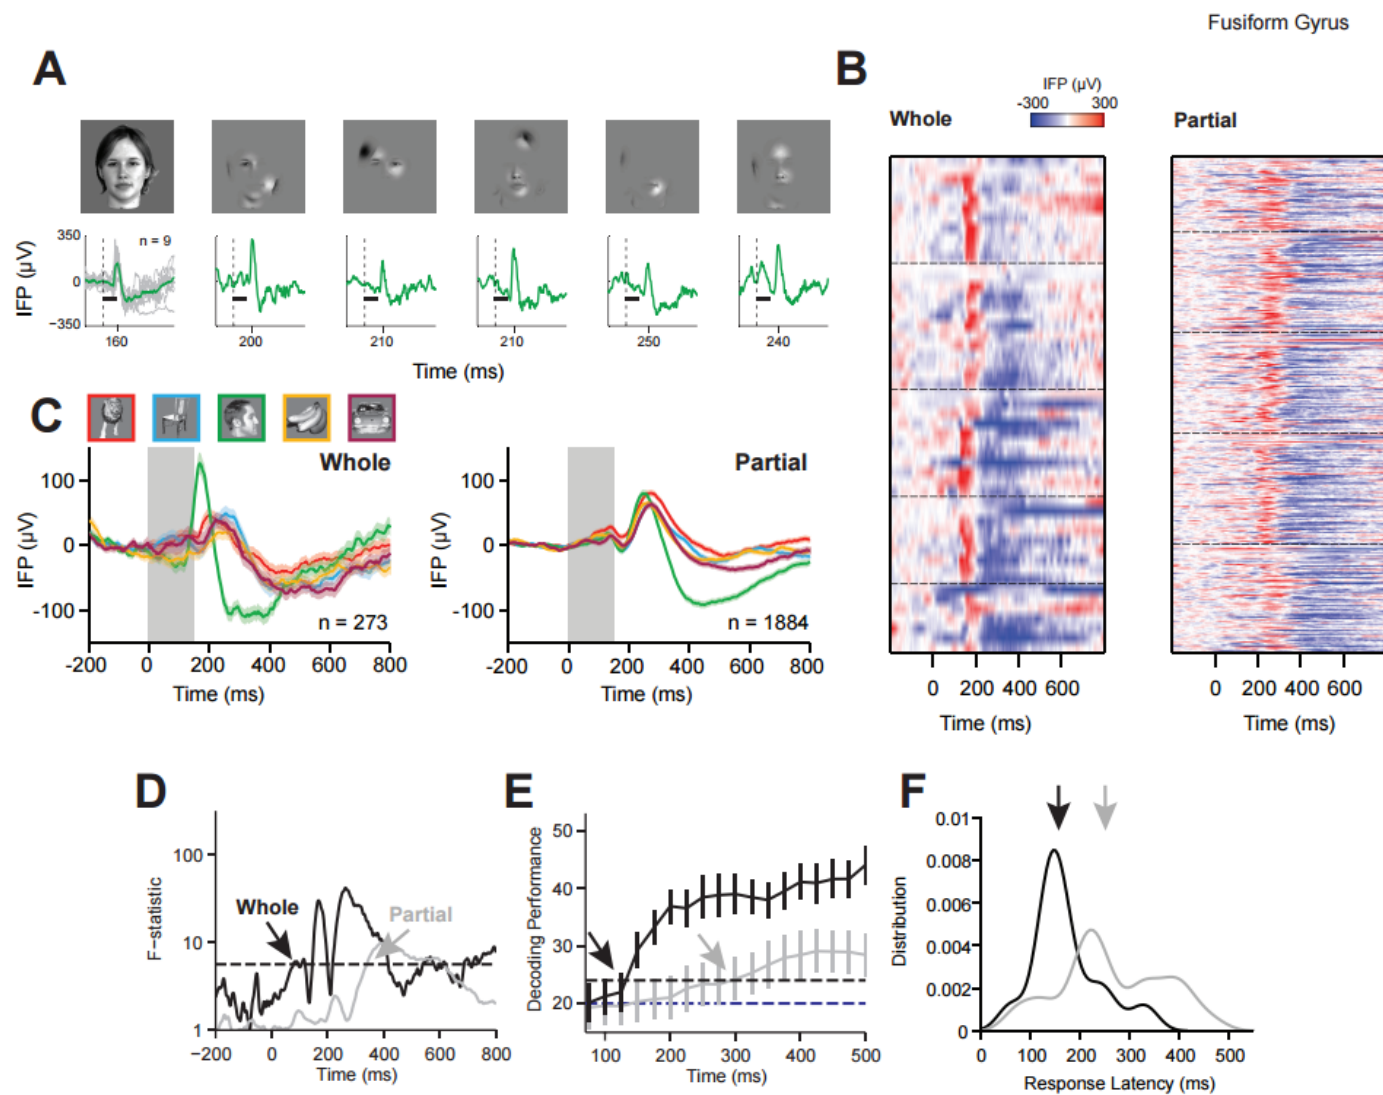 Fusiform Gyrus
A
B
IFP (µV)
-300 300
Whole
Partial
350
0
−350
IFP (µV)
n = 9
160 200 210 210 250 240
Time (ms)
C
Whole
100
0
-100
IFP (µV)
n = 273
-200 0 200 400 600 800
Time (ms)
Partial
100
0
-100
IFP (µV)
n = 1884
-200 0 200 400 600 800
Time (ms)
0 200 400 600
Time (ms)
0 200 400 600
Time (ms)
D
100
10
1
F−statistic
Whole
Partial
−200 0 200 400 600 800
Time (ms)
E
50
40
30
20
Decoding Performance
100 200 300 400 500
Time (ms)
F
0.01
0.008
0.006
0.004
0.002
0
Distribution
0 100 200 300 400 500
Response Latency (ms)